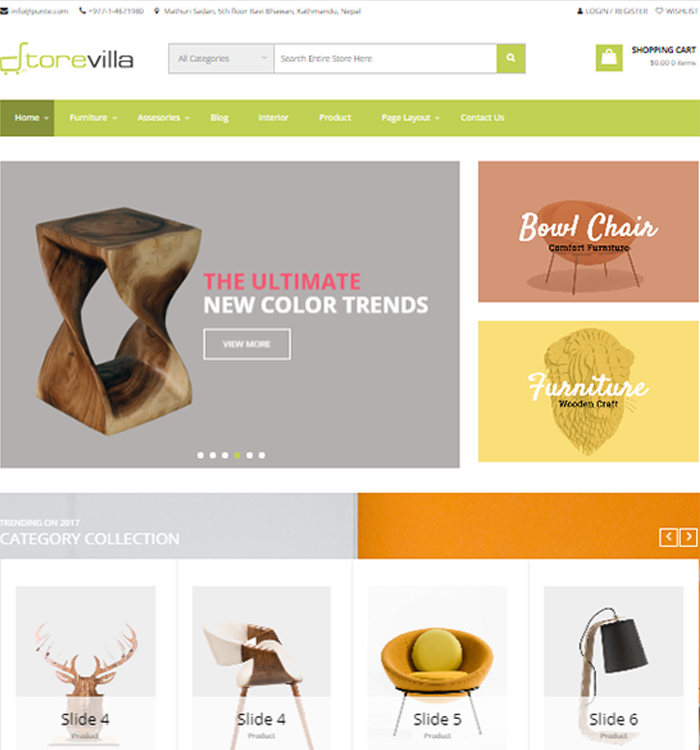 info@punte.com +977-1-4671980 Mathuri Sadan, 5th floor Ravi Bhawan, Kathmandu, Nepal LOGIN / REGISTER WISHLIST
storevilla All Categories Search Entire Store Here SHOPPING CART
$0.00 0 items
Home Furniture Assesories Blog Interior Product Page Layout Contact Us
THE ULTIMATE
NEW COLOR TRENDS
VIEW MORE
Bowl Chair
Comfort Furniture
Furniture
Wooden Craft
TRENDING ON 2017
CATEGORY COLLECTION
Slide 4 Slide 4 Slide 5 Slide 6
Product Product Product Product